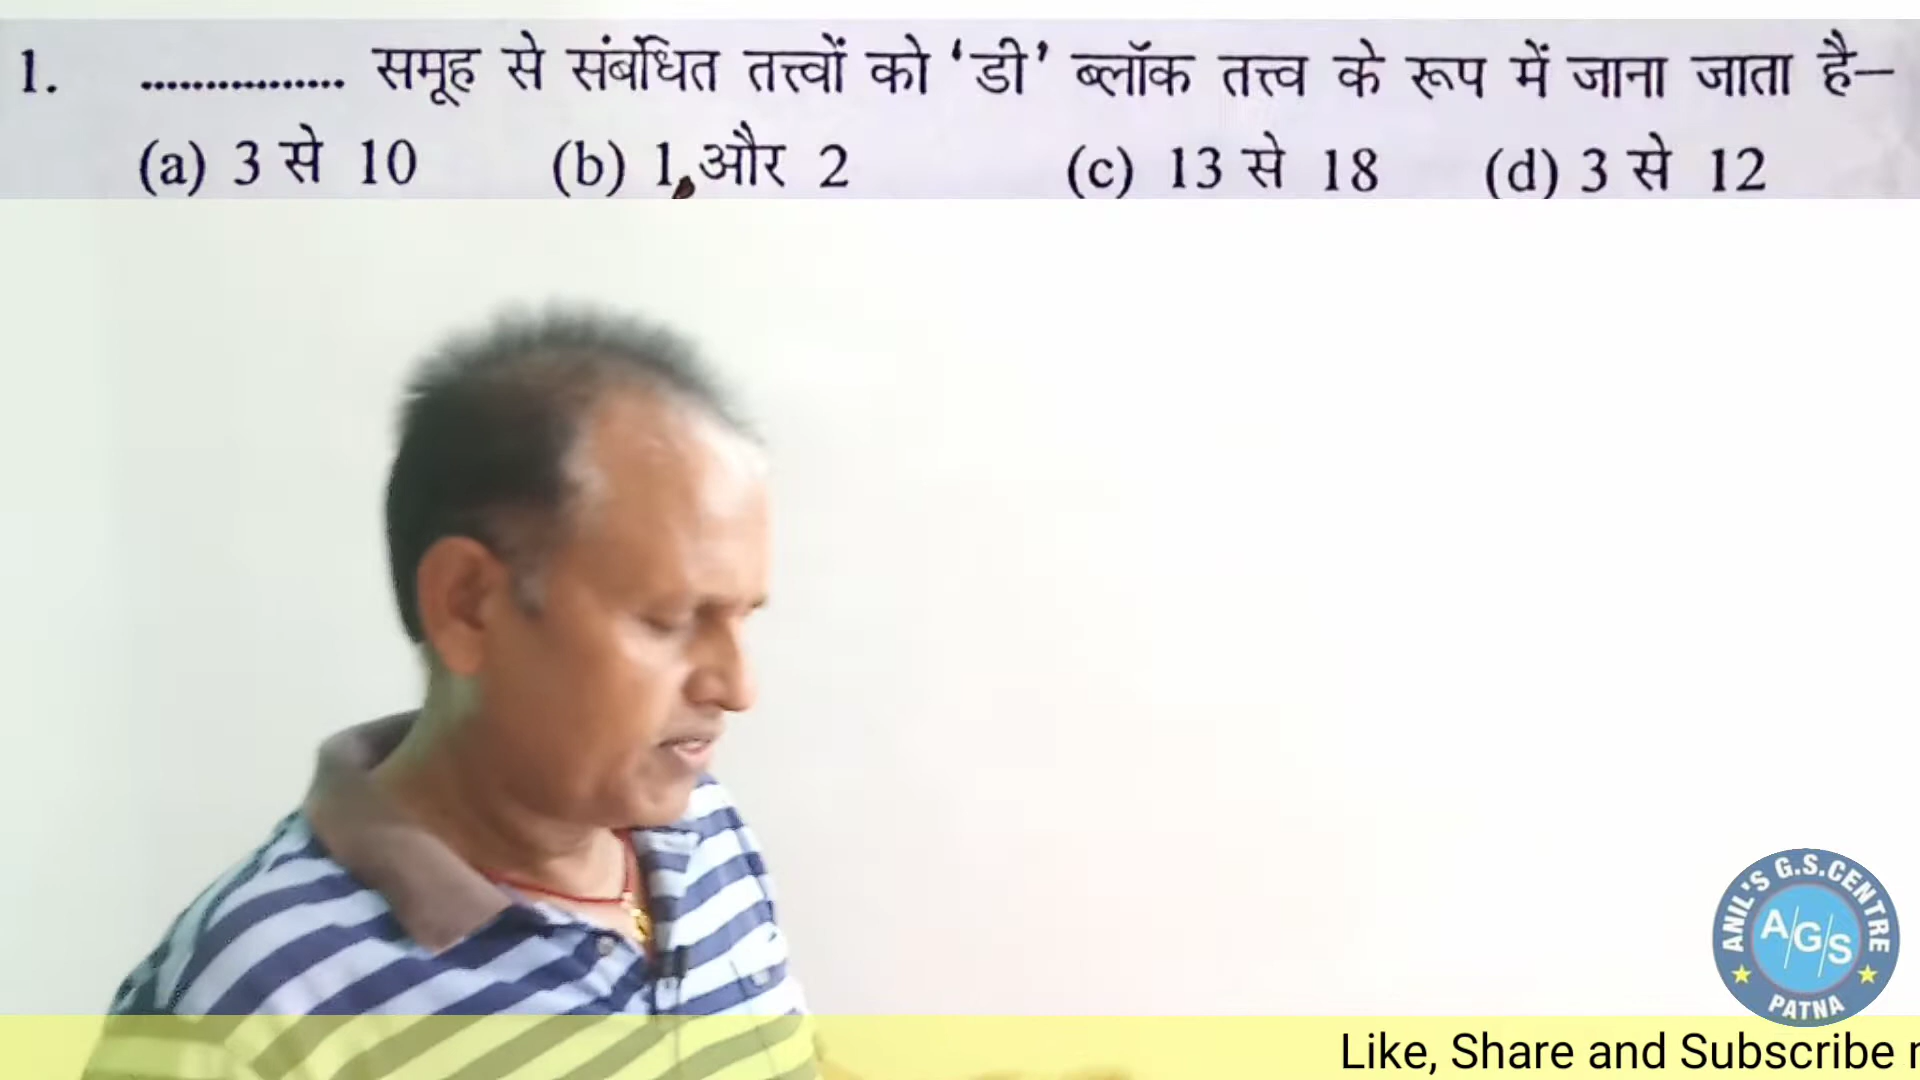 1. ................ समूह से संबंधित तत्त्वों को ‘डी’ ब्लॉक तत्त्व के रूप में जाना जाता है–
(a) 3 से 10 (b) 1 और 2 (c) 13 से 18 (d) 3 से 12
ANIL'S G.S.CENTRE
A/G/S
PATNA
Like, Share and Subscribe